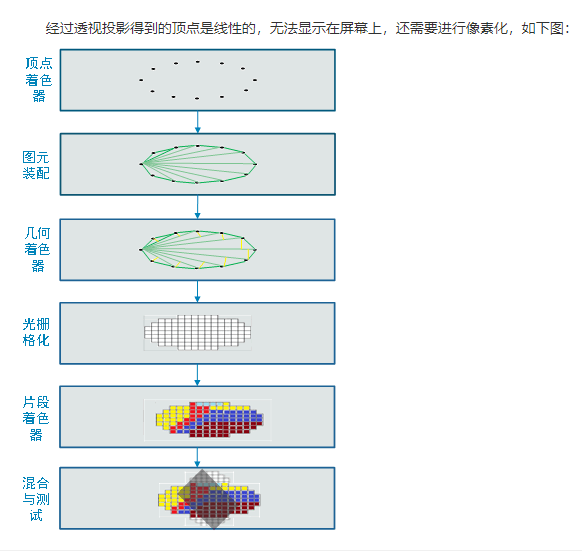 经过透视投影得到的顶点是线性的，无法显示在屏幕上，还需要进行像素化，如下图：
顶点
着色
器
图元
装配
几何
着色
器
光栅
格化
片段
着色
器
混合
与测
试